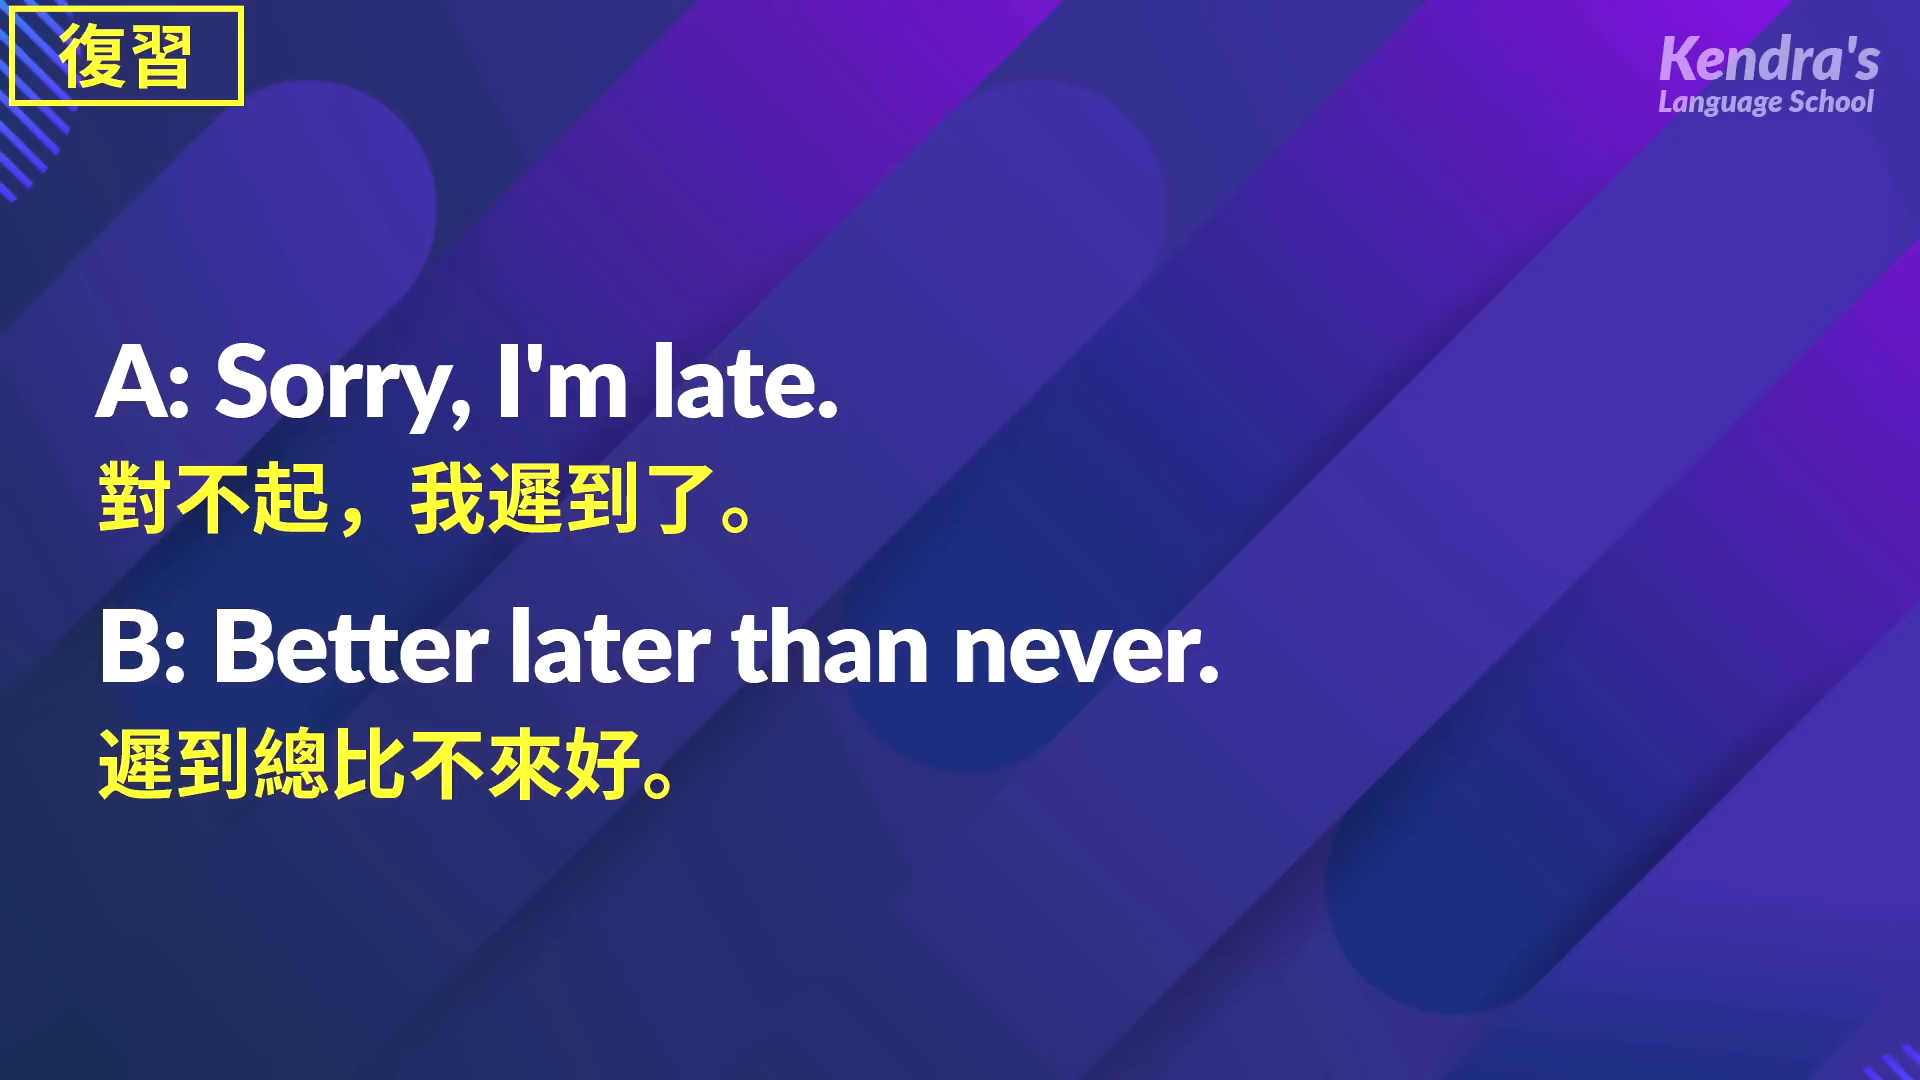 復習
Kendra's
Language School
A: Sorry, I'm late.
對不起，我遲到了。
B: Better later than never.
遲到總比不來好。